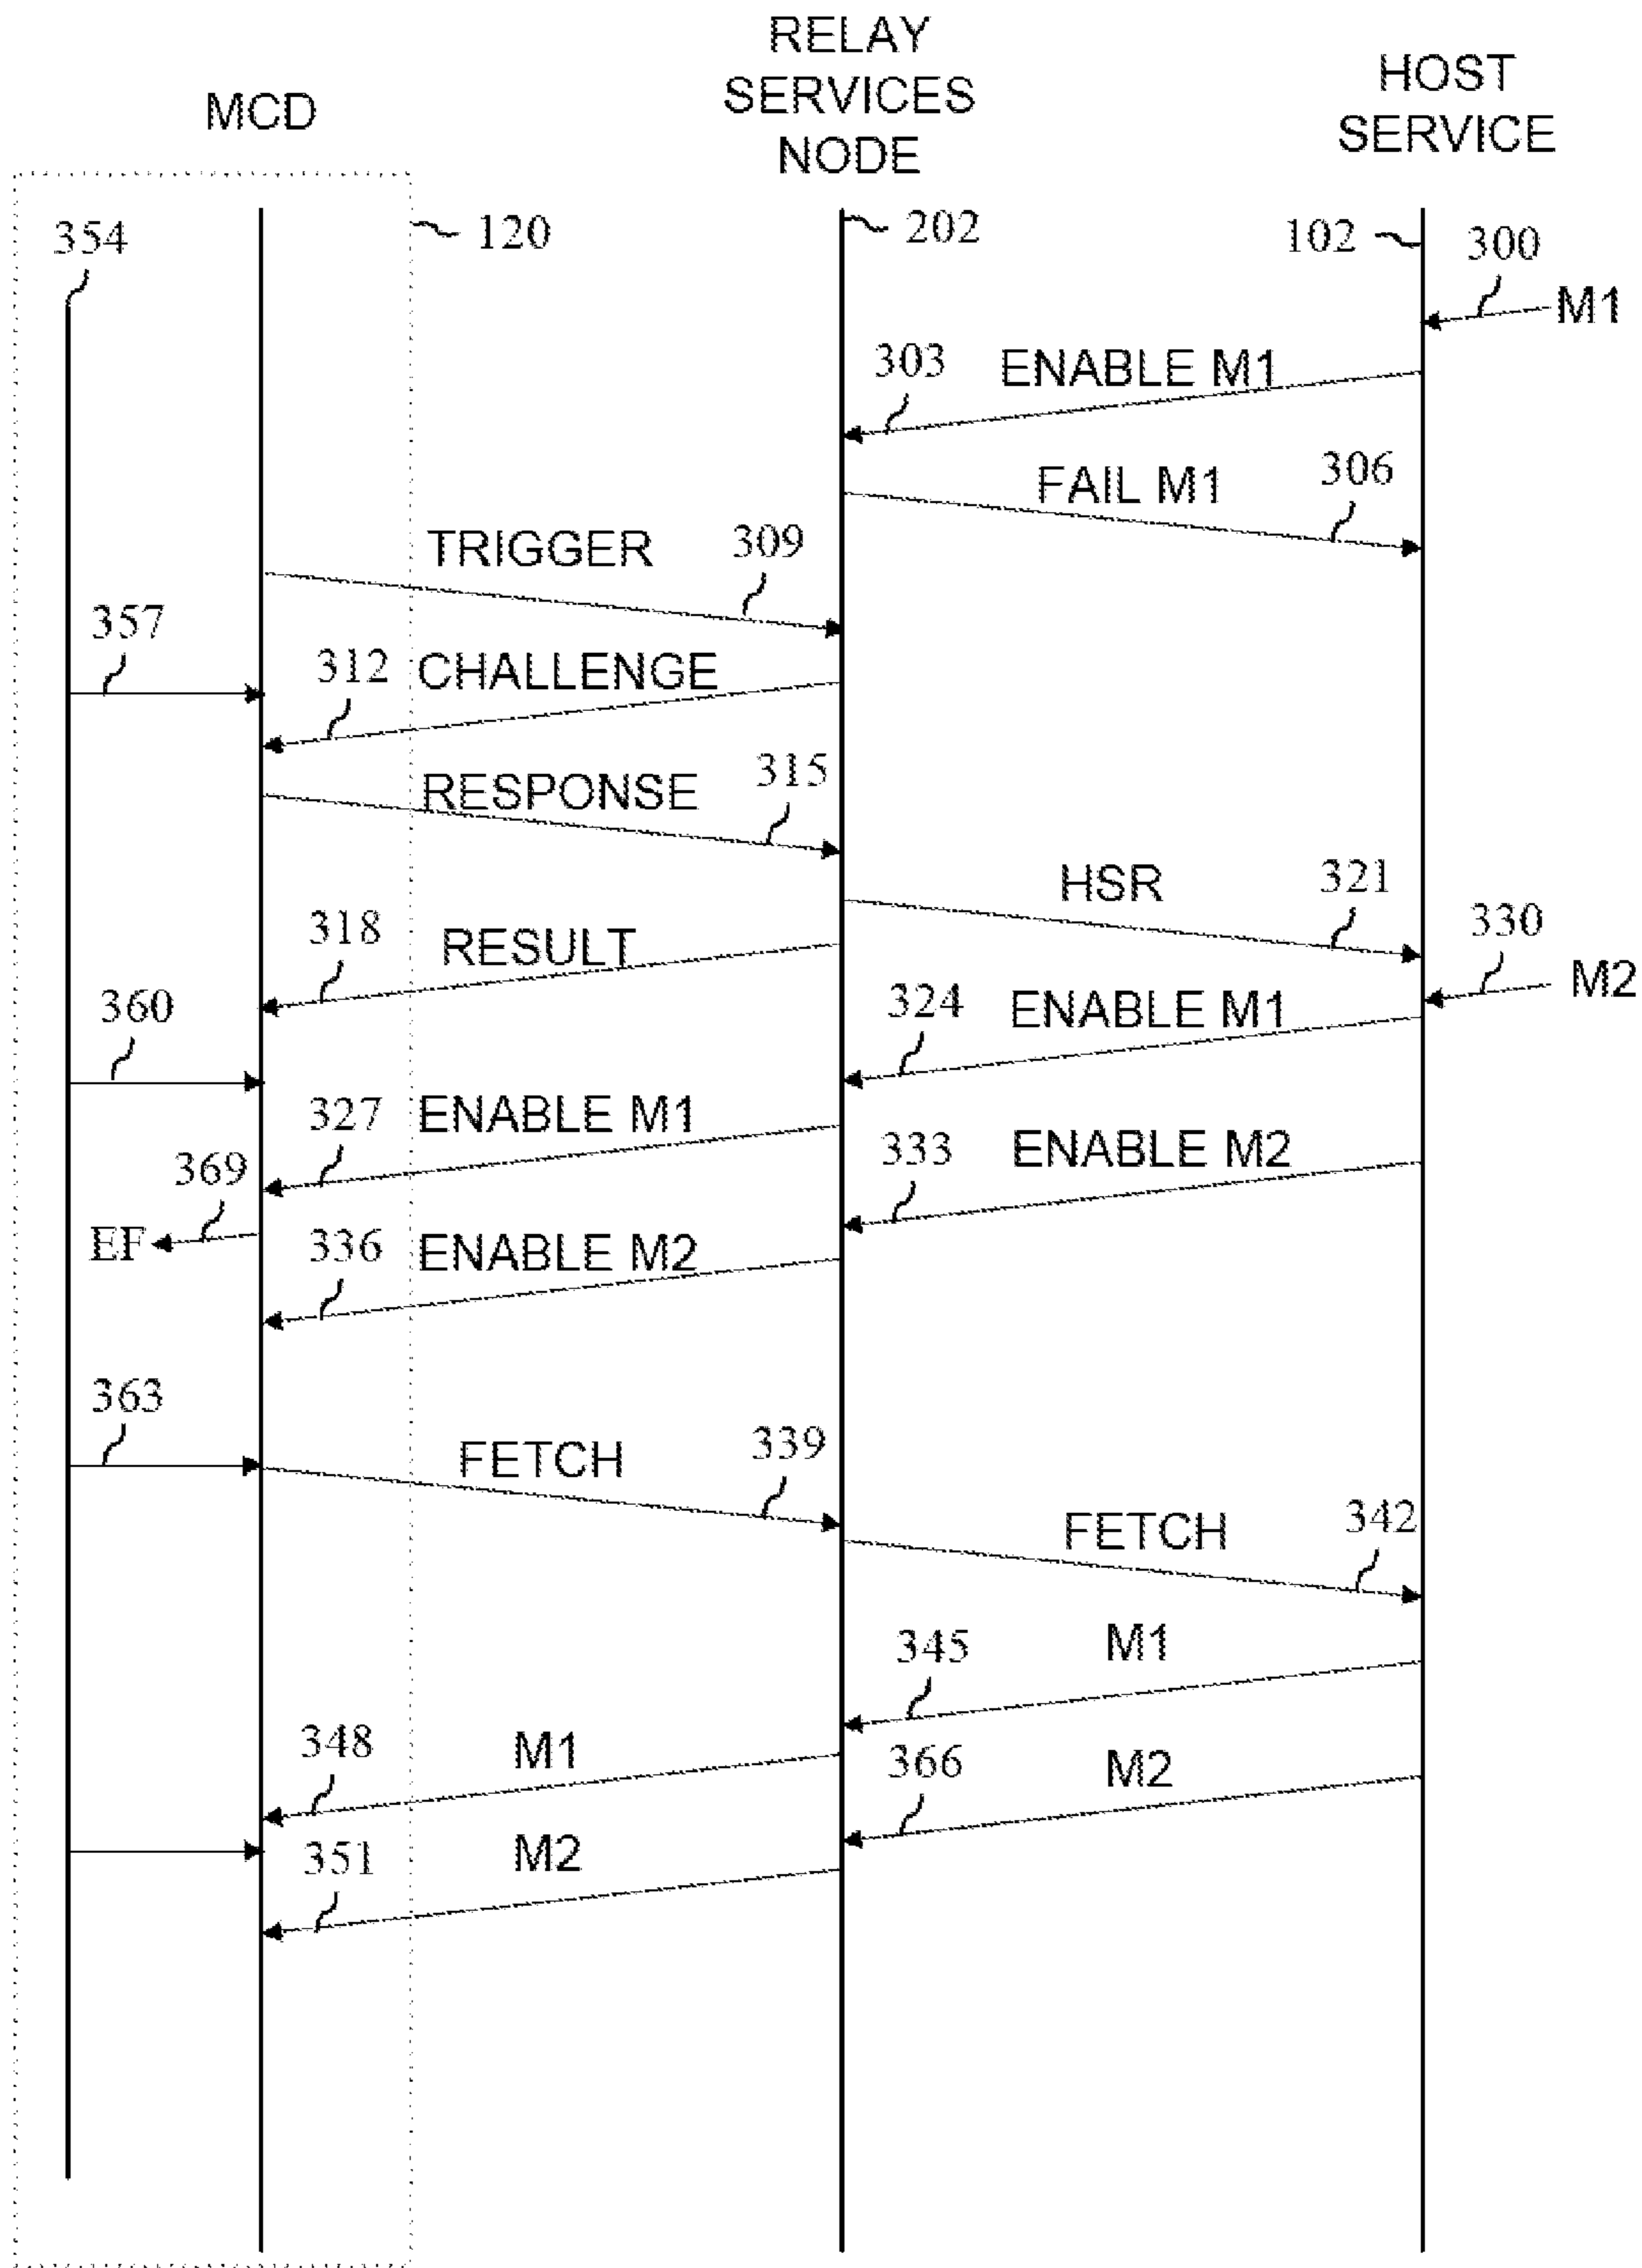 RELAY
SERVICES
NODE
HOST
SERVICE
MCD
354
120
202
102
300
M1
303
ENABLE M1
FAIL M1
306
TRIGGER
309
357
312
CHALLENGE
RESPONSE
315
HSR
321
318
RESULT
330
M2
360
324
ENABLE M1
327
ENABLE M1
333
ENABLE M2
369
EF
336
ENABLE M2
363
FETCH
339
FETCH
342
345
M1
348
M1
366
M2
351
M2